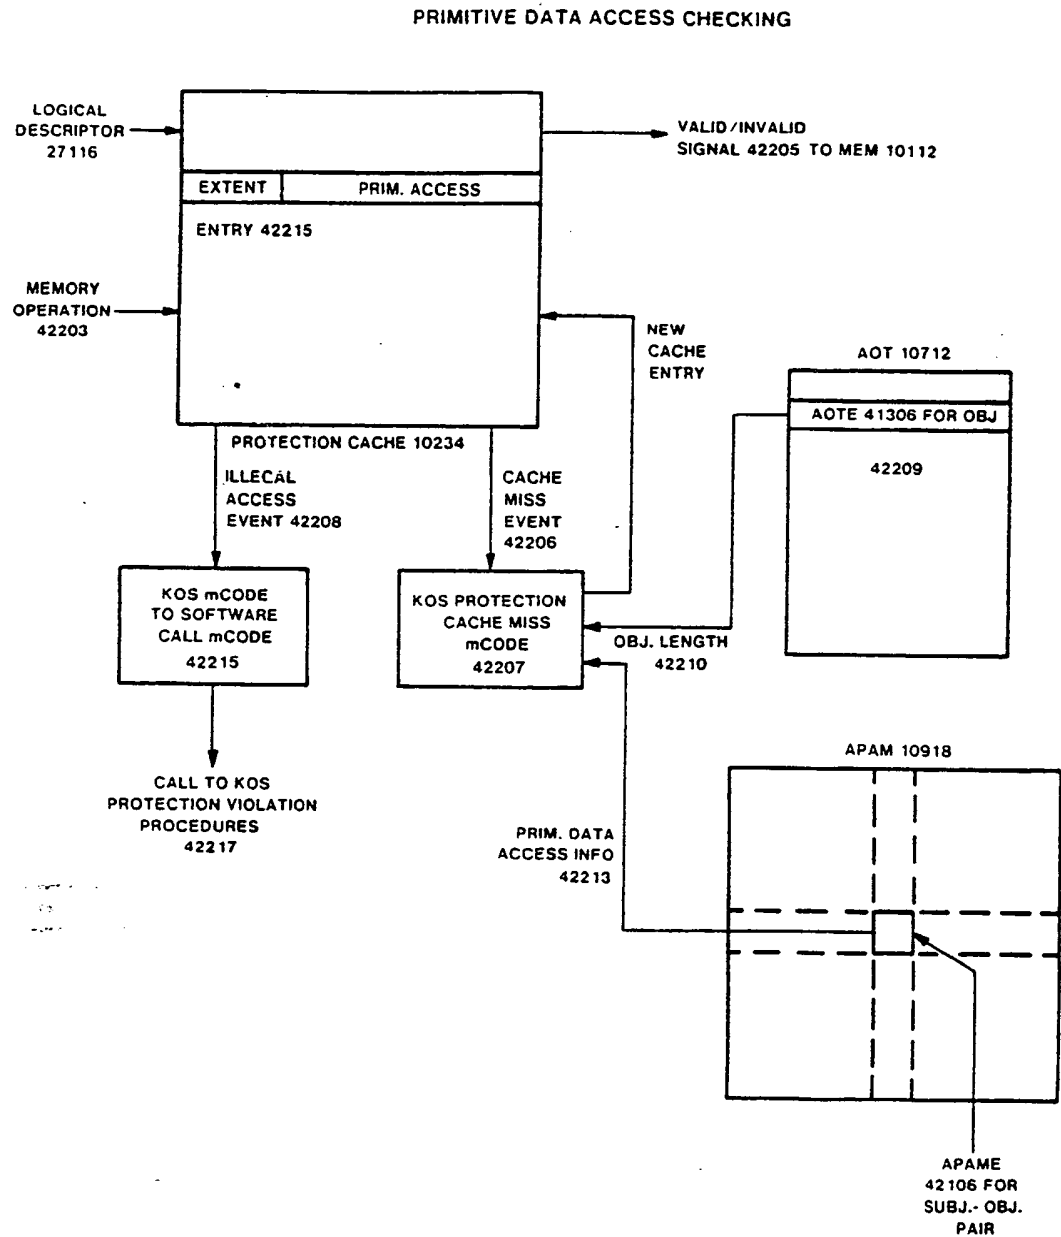 PRIMITIVE DATA ACCESS CHECKING
LOGICAL
DESCRIPTOR
27116
VALID/INVALID
SIGNAL 42205 TO MEM 10112
EXTENT
PRIM. ACCESS
ENTRY 42215
MEMORY
OPERATION
42203
NEW
CACHE
ENTRY
AOT 10712
AOTE 41306 FOR OBJ
42209
PROTECTION CACHE 10234
ILLECAL
ACCESS
EVENT 42208
CACHE
MISS
EVENT
42206
KOS mCODE
TO SOFTWARE
CALL mCODE
42215
KOS PROTECTION
CACHE MISS
mCODE
42207
OBJ. LENGTH
42210
CALL TO KOS
PROTECTION VIOLATION
PROCEDURES
42217
APAM 10918
PRIM. DATA
ACCESS INFO
42213
APAME
42106 FOR
SUBJ.- OBJ.
PAIR